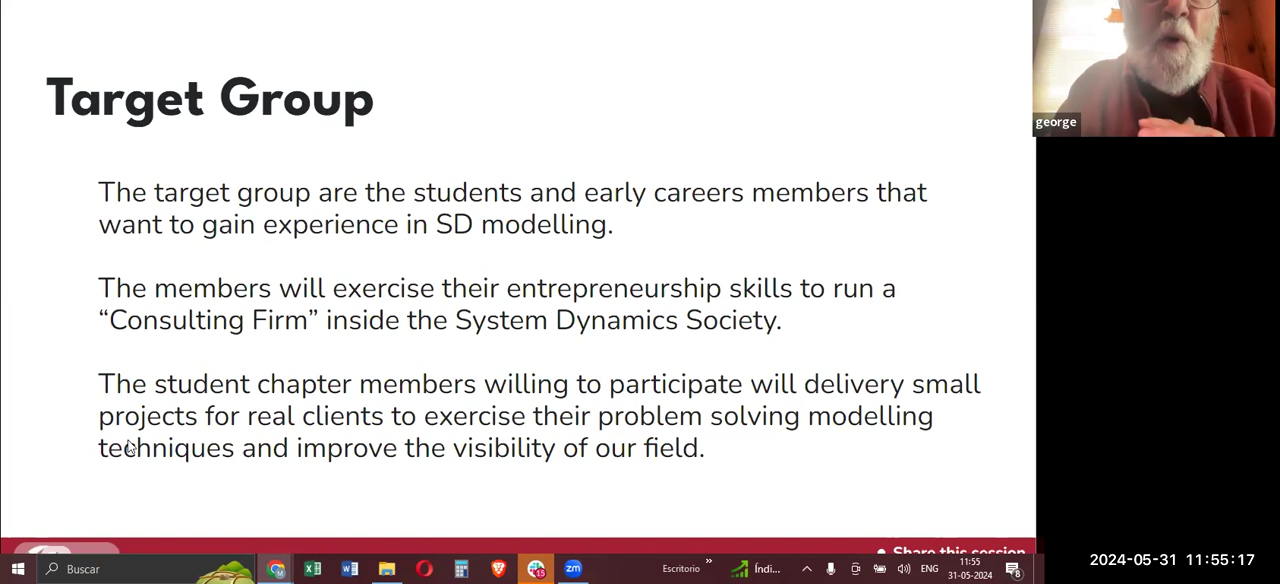 Target Group
george
The target group are the students and early careers members that
want to gain experience in SD modelling.
The members will exercise their entrepreneurship skills to run a
“Consulting Firm” inside the System Dynamics Society.
The student chapter members willing to participate will delivery small
projects for real clients to exercise their problem solving modelling
techniques and improve the visibility of our field.
• Share this session
Buscar
15
zm
Escritorio
»
Índi...
ENG
11:55
31-05-2024
8
2024-05-31 11:55:17